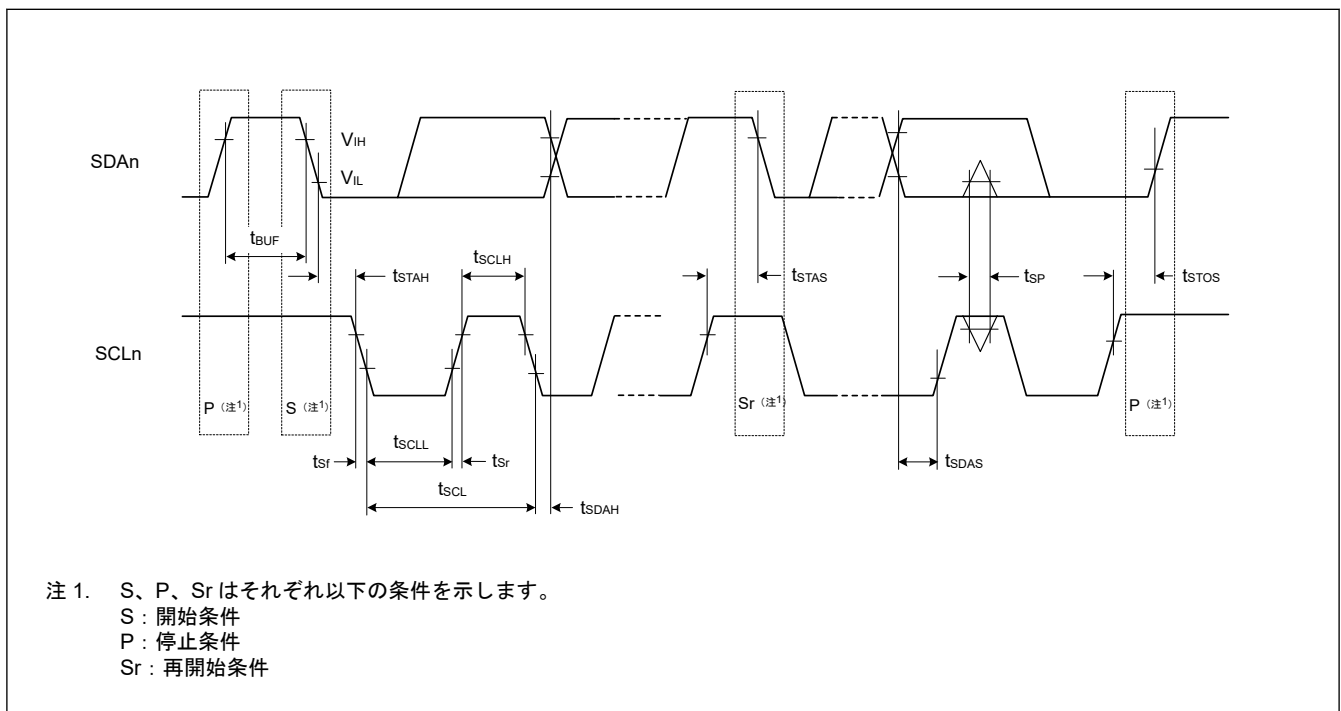 SDAn
VIH
VIL
tBUF
tSTAH
tSCLH
tSTAS
tSP
tSTOS
SCLn
P（注1）
S（注1）
Sr（注1）
P（注1）
tSf
tSCLL
tSr
tSDAS
tSCL
tSDAH
注 1. S、P、Sr はそれぞれ以下の条件を示します。
S：開始条件
P：停止条件
Sr：再開始条件